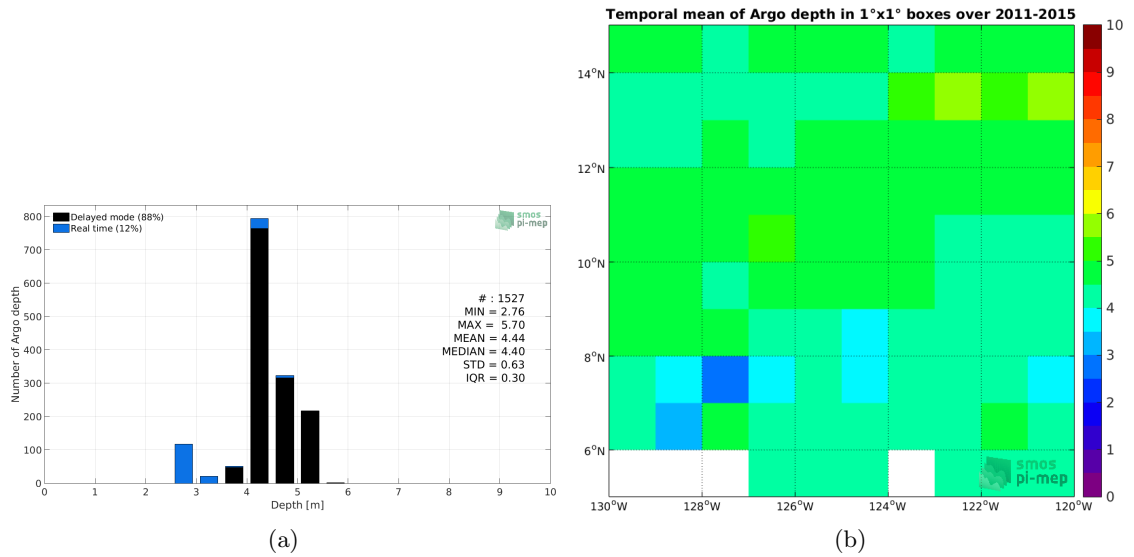 Temporal mean of Argo depth in 1°x1° boxes over 2011-2015
800
700
600
500
400
300
200
100
0
Number of Argo depth
Delayed mode (88%)
Real time (12%)
smos
pi-mep
# : 1527
MIN = 2.76
MAX = 5.70
MEAN = 4.44
MEDIAN = 4.40
STD = 0.63
IQR = 0.30
0 1 2 3 4 5 6 7 8 9 10
Depth [m]
(a)
14°N
12°N
10°N
8°N
6°N
130°W 128°W 126°W 124°W 122°W 120°W
smos
pi-mep
10
9
8
7
6
5
4
3
2
1
0
(b)